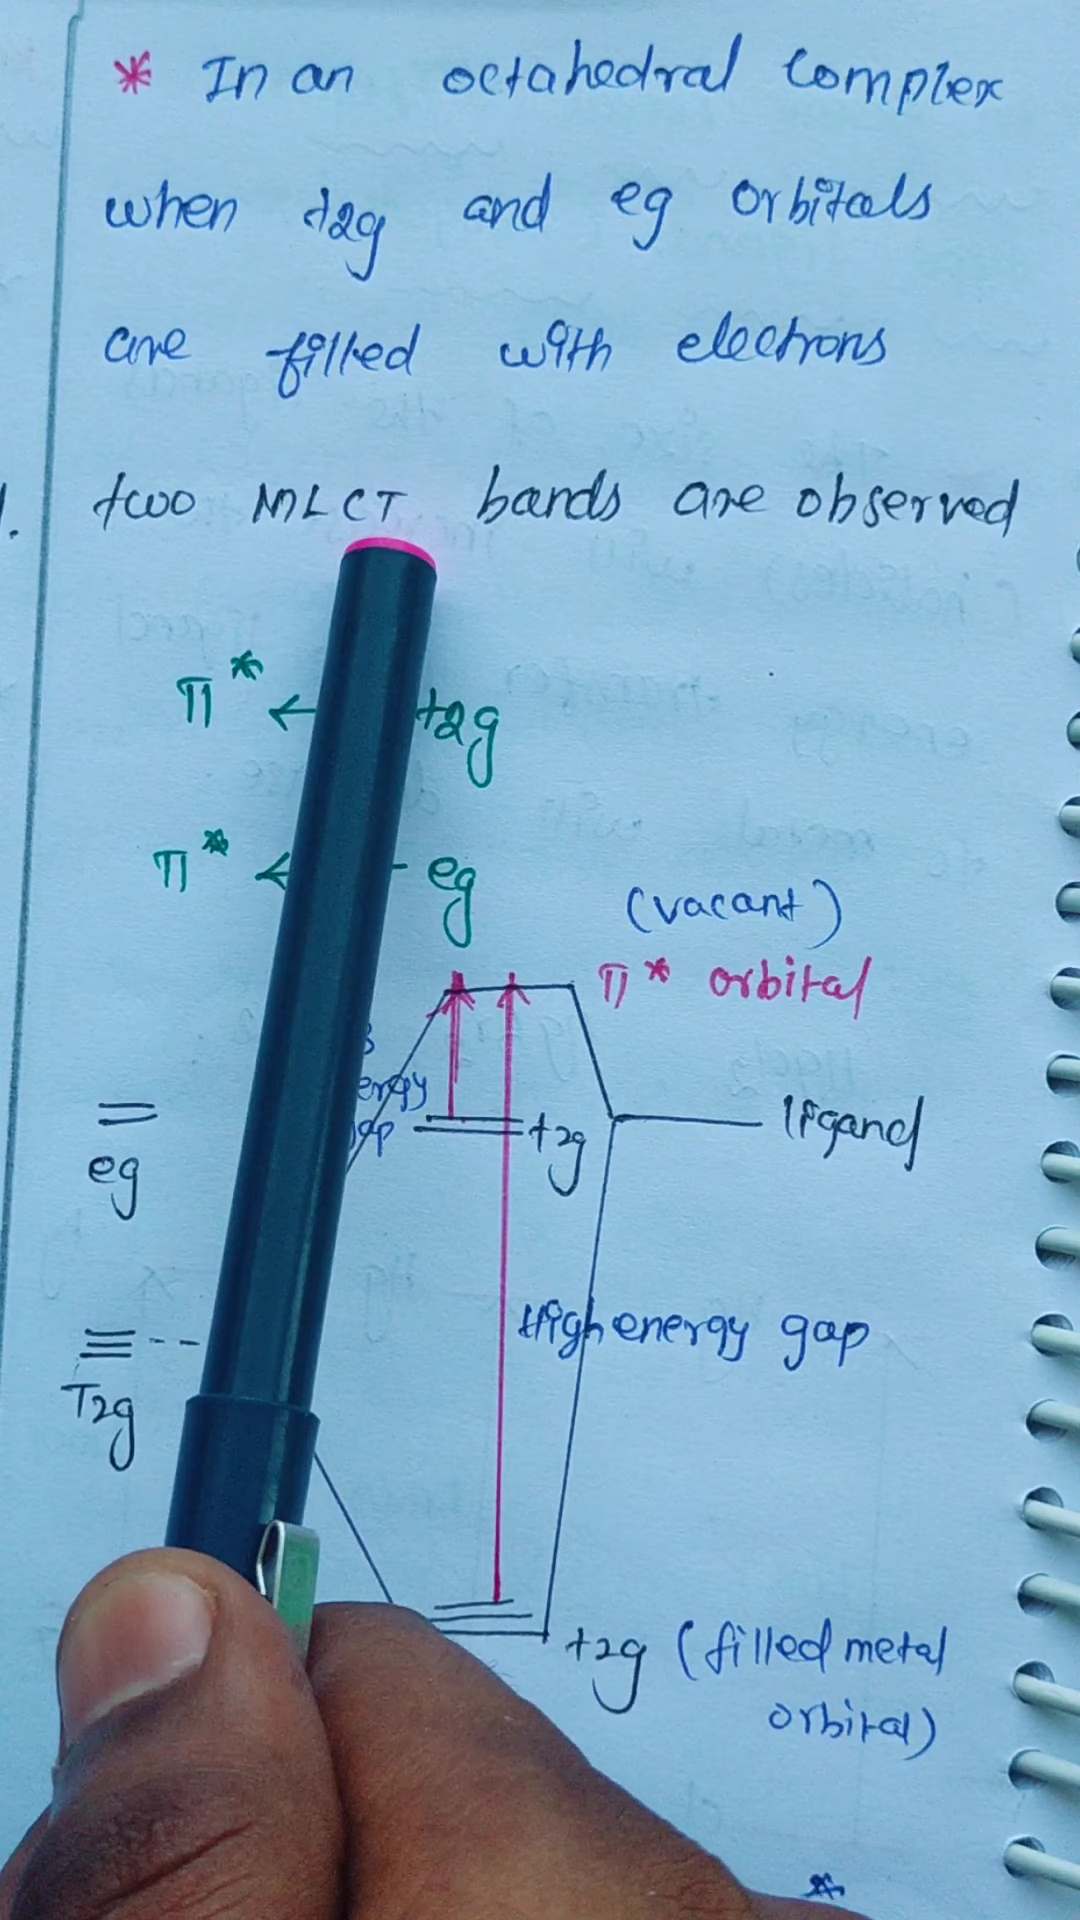 * In an octahedral complex
when t2g and eg orbitals
are filled with electrons
two MLCT bands are observed
π* ← t2g
π* ← eg
(vacant)
π* orbital
ergy
t2g
ligand
eg
High energy gap
T2g
t2g (filled metal
orbital)